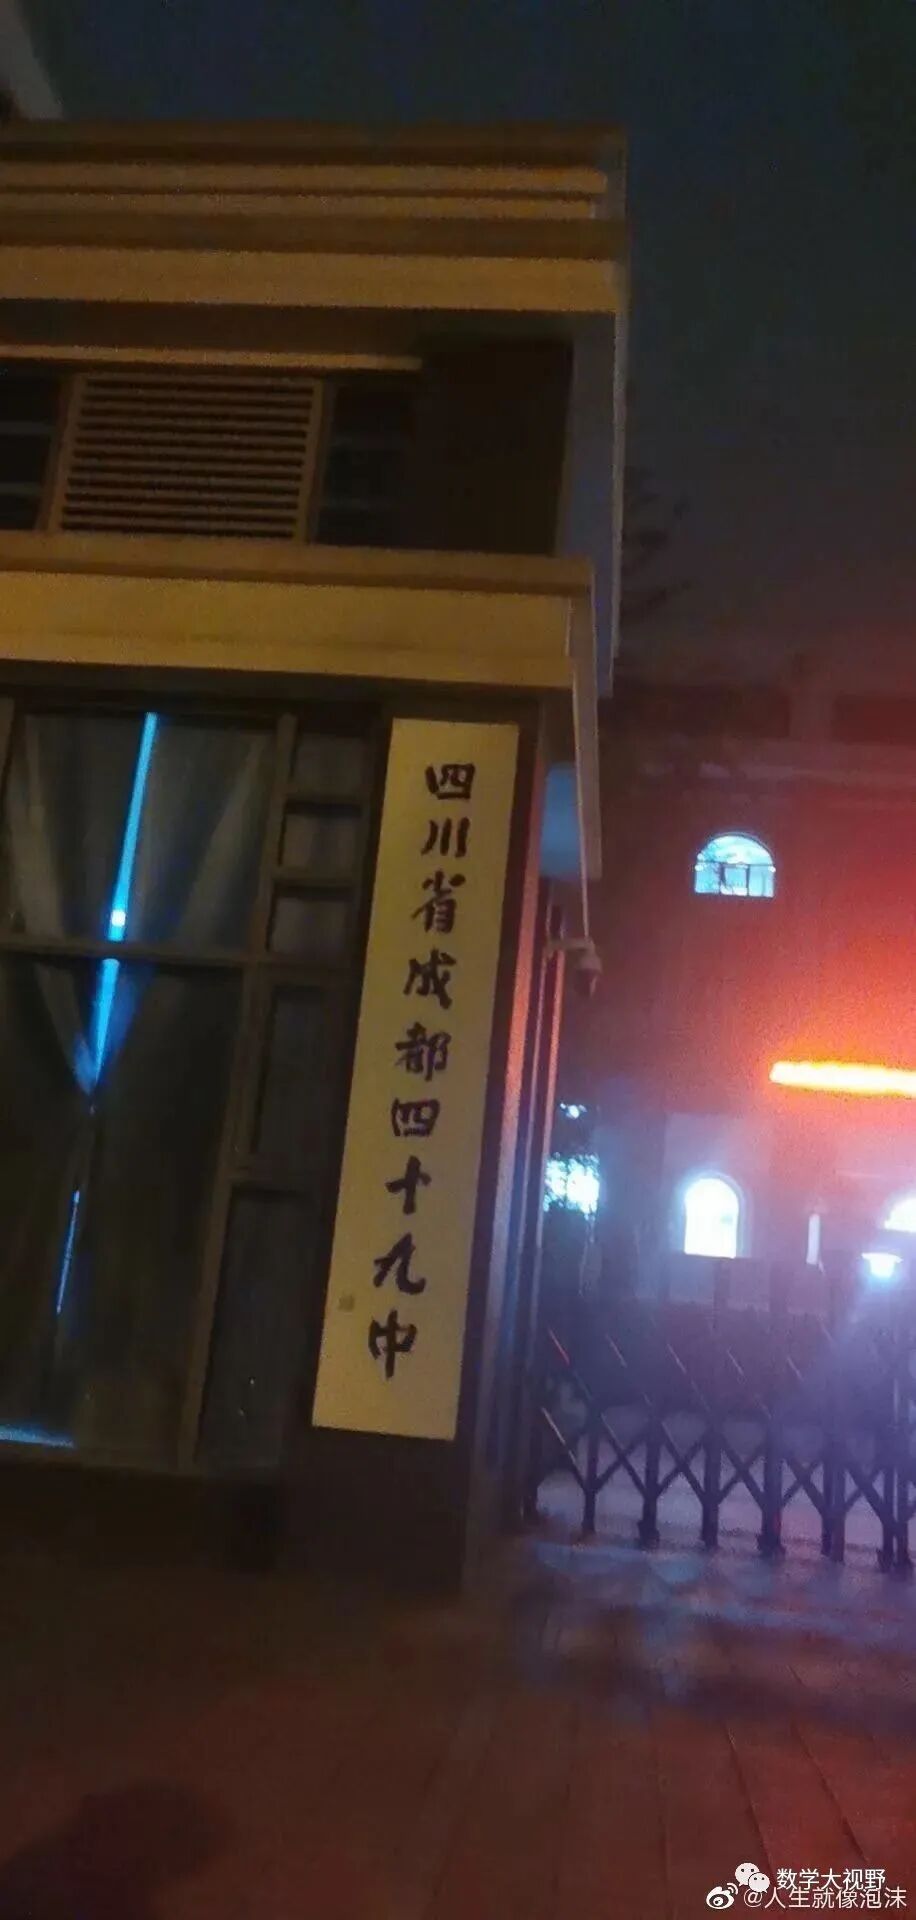 四川省成都四十九中
数学大视野
@人生就像泡沫